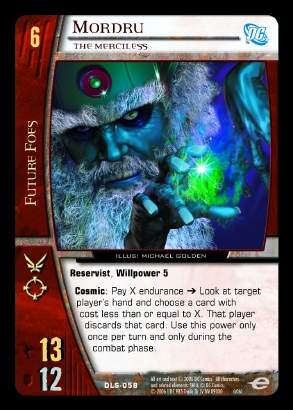 6
MORDRU
THE MERCILESS
DC
FUTURE FOES
ILLUS: MICHAEL GOLDEN
Reservist, Willpower 5
Cosmic: Pay X endurance ➔ Look at target
player's hand and choose a card with
cost less than or equal to X. That player
discards that card. Use this power only
once per turn and only during the
combat phase.
13
12
DLS-058